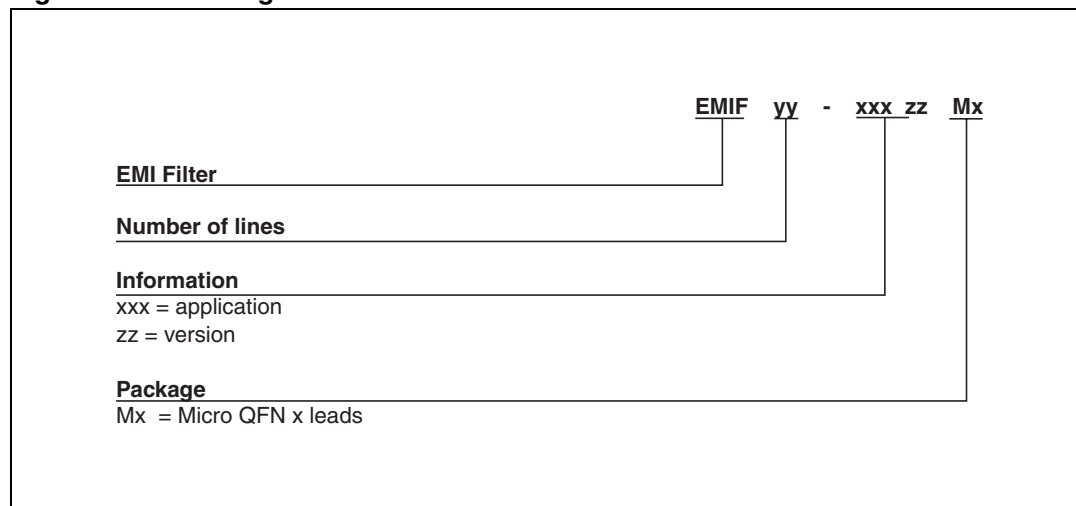 EMIF yy - xxx zz Mx
EMI Filter
Number of lines
Information
xxx = application
zz = version
Package
Mx = Micro QFN x leads